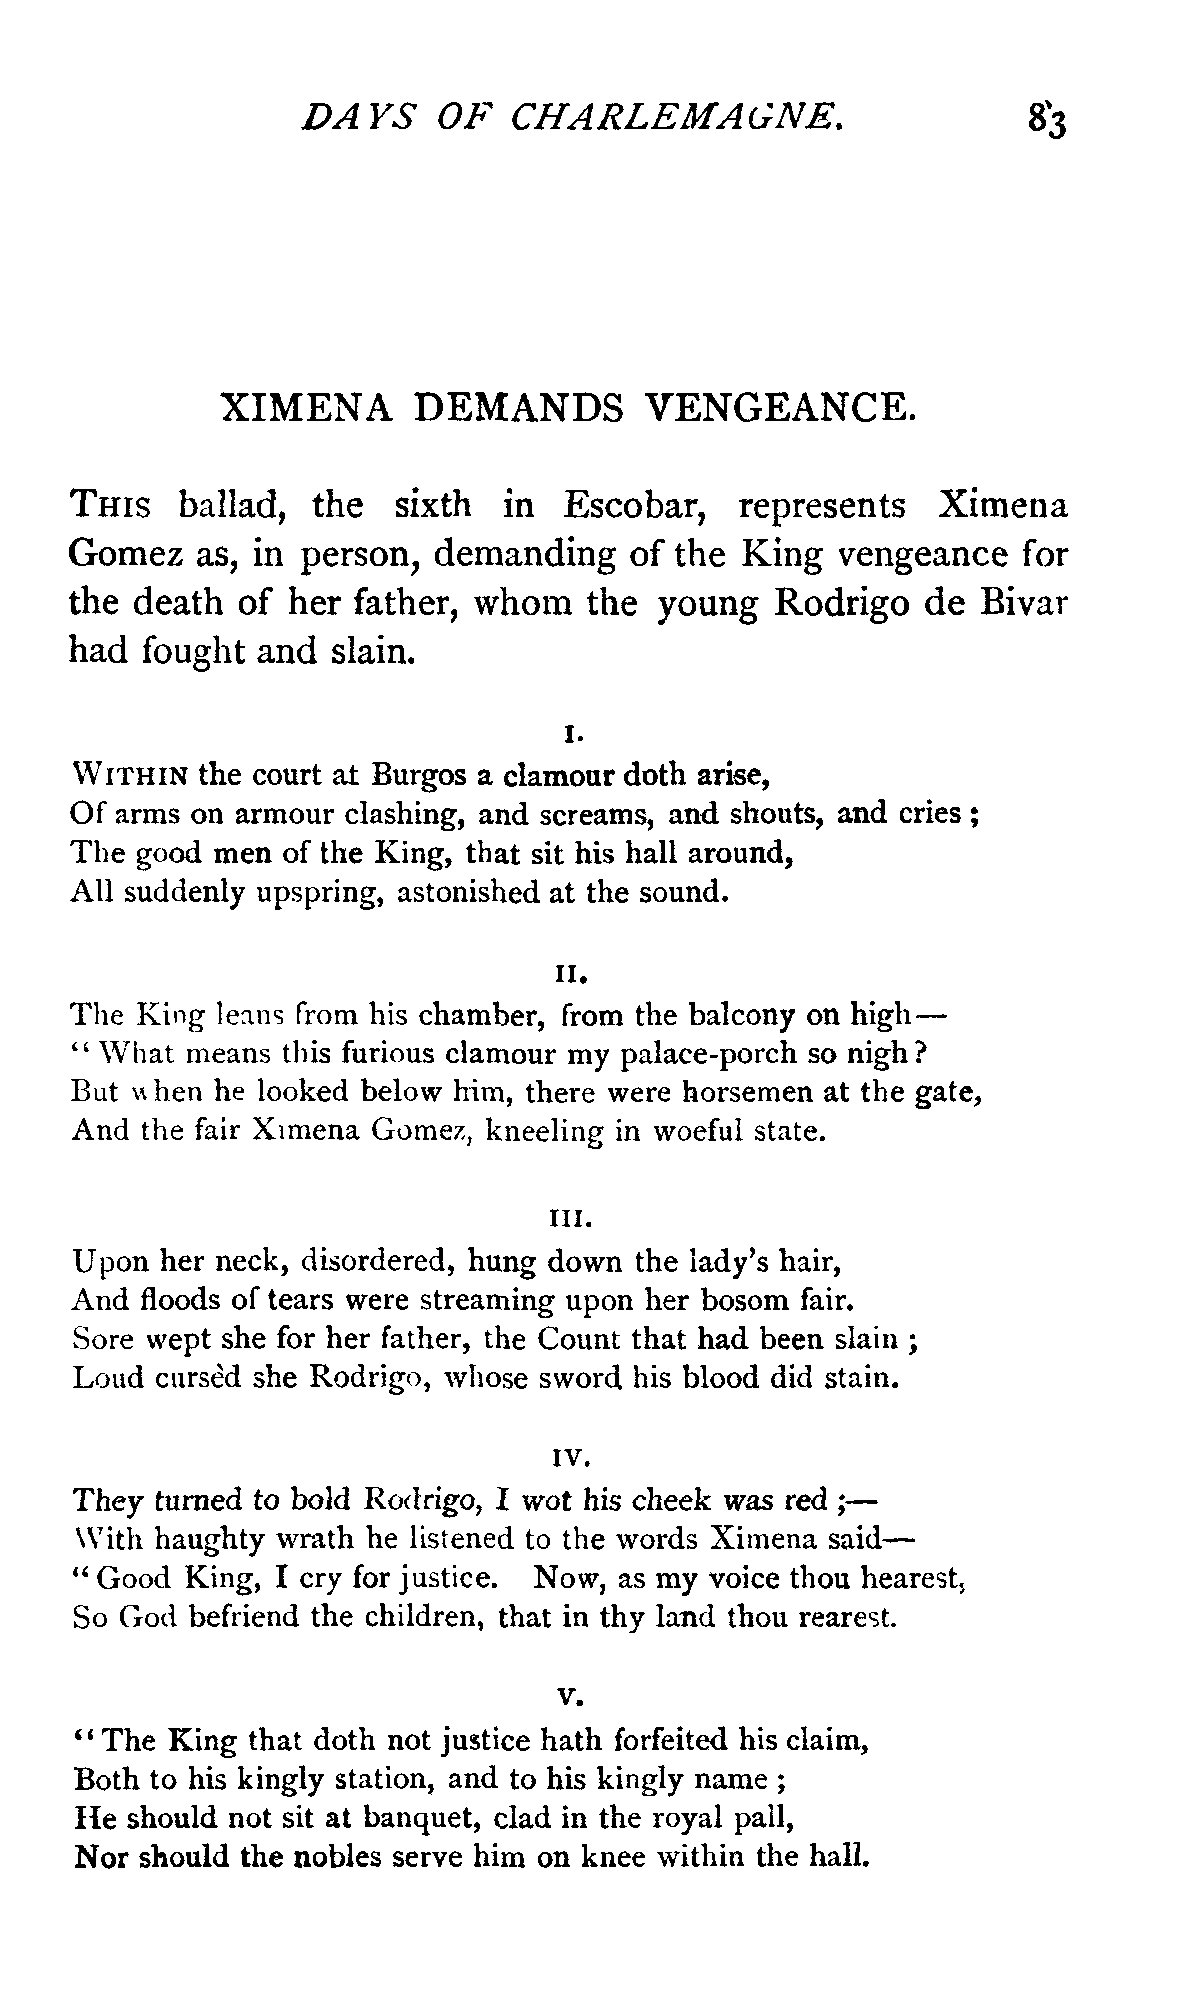 DAYS OF CHARLEMAGNE. 83
XIMENA DEMANDS VENGEANCE.
THIS ballad, the sixth in Escobar, represents Ximena
Gomez as, in person, demanding of the King vengeance for
the death of her father, whom the young Rodrigo de Bivar
had fought and slain.
I.
WITHIN the court at Burgos a clamour doth arise,
Of arms on armour clashing, and screams, and shouts, and cries ;
The good men of the King, that sit his hall around,
All suddenly upspring, astonished at the sound.
II.
The King leans from his chamber, from the balcony on high—
“ What means this furious clamour my palace-porch so nigh?
But when he looked below him, there were horsemen at the gate,
And the fair Ximena Gomez, kneeling in woeful state.
III.
Upon her neck, disordered, hung down the lady's hair,
And floods of tears were streaming upon her bosom fair.
Sore wept she for her father, the Count that had been slain ;
Loud cursèd she Rodrigo, whose sword his blood did stain.
IV.
They turned to bold Rodrigo, I wot his cheek was red ;—
With haughty wrath he listened to the words Ximena said—
“ Good King, I cry for justice. Now, as my voice thou hearest,
So God befriend the children, that in thy land thou rearest.
V.
“ The King that doth not justice hath forfeited his claim,
Both to his kingly station, and to his kingly name ;
He should not sit at banquet, clad in the royal pall,
Nor should the nobles serve him on knee within the hall.